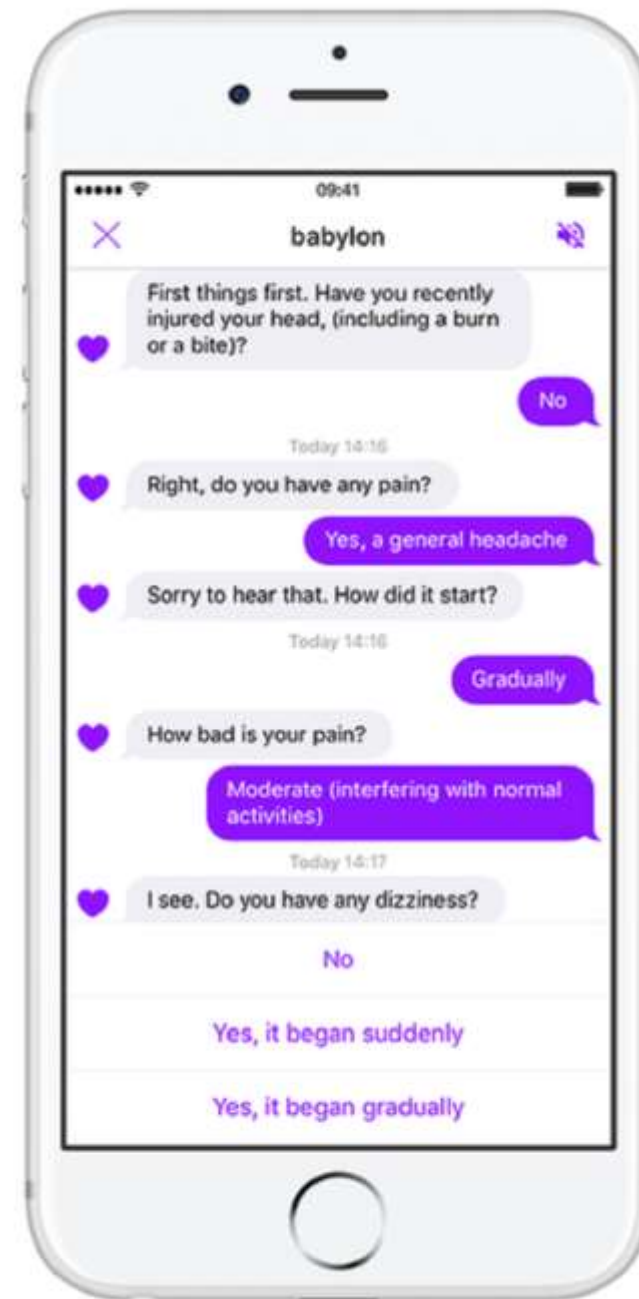 09:41
babylon
First things first. Have you recently
injured your head, (including a burn
or a bite)?
No
Today 14:16
Right, do you have any pain?
Yes, a general headache
Sorry to hear that. How did it start?
Today 14:16
Gradually
How bad is your pain?
Moderate (interfering with normal
activities)
Today 14:17
I see. Do you have any dizziness?
No
Yes, it began suddenly
Yes, it began gradually